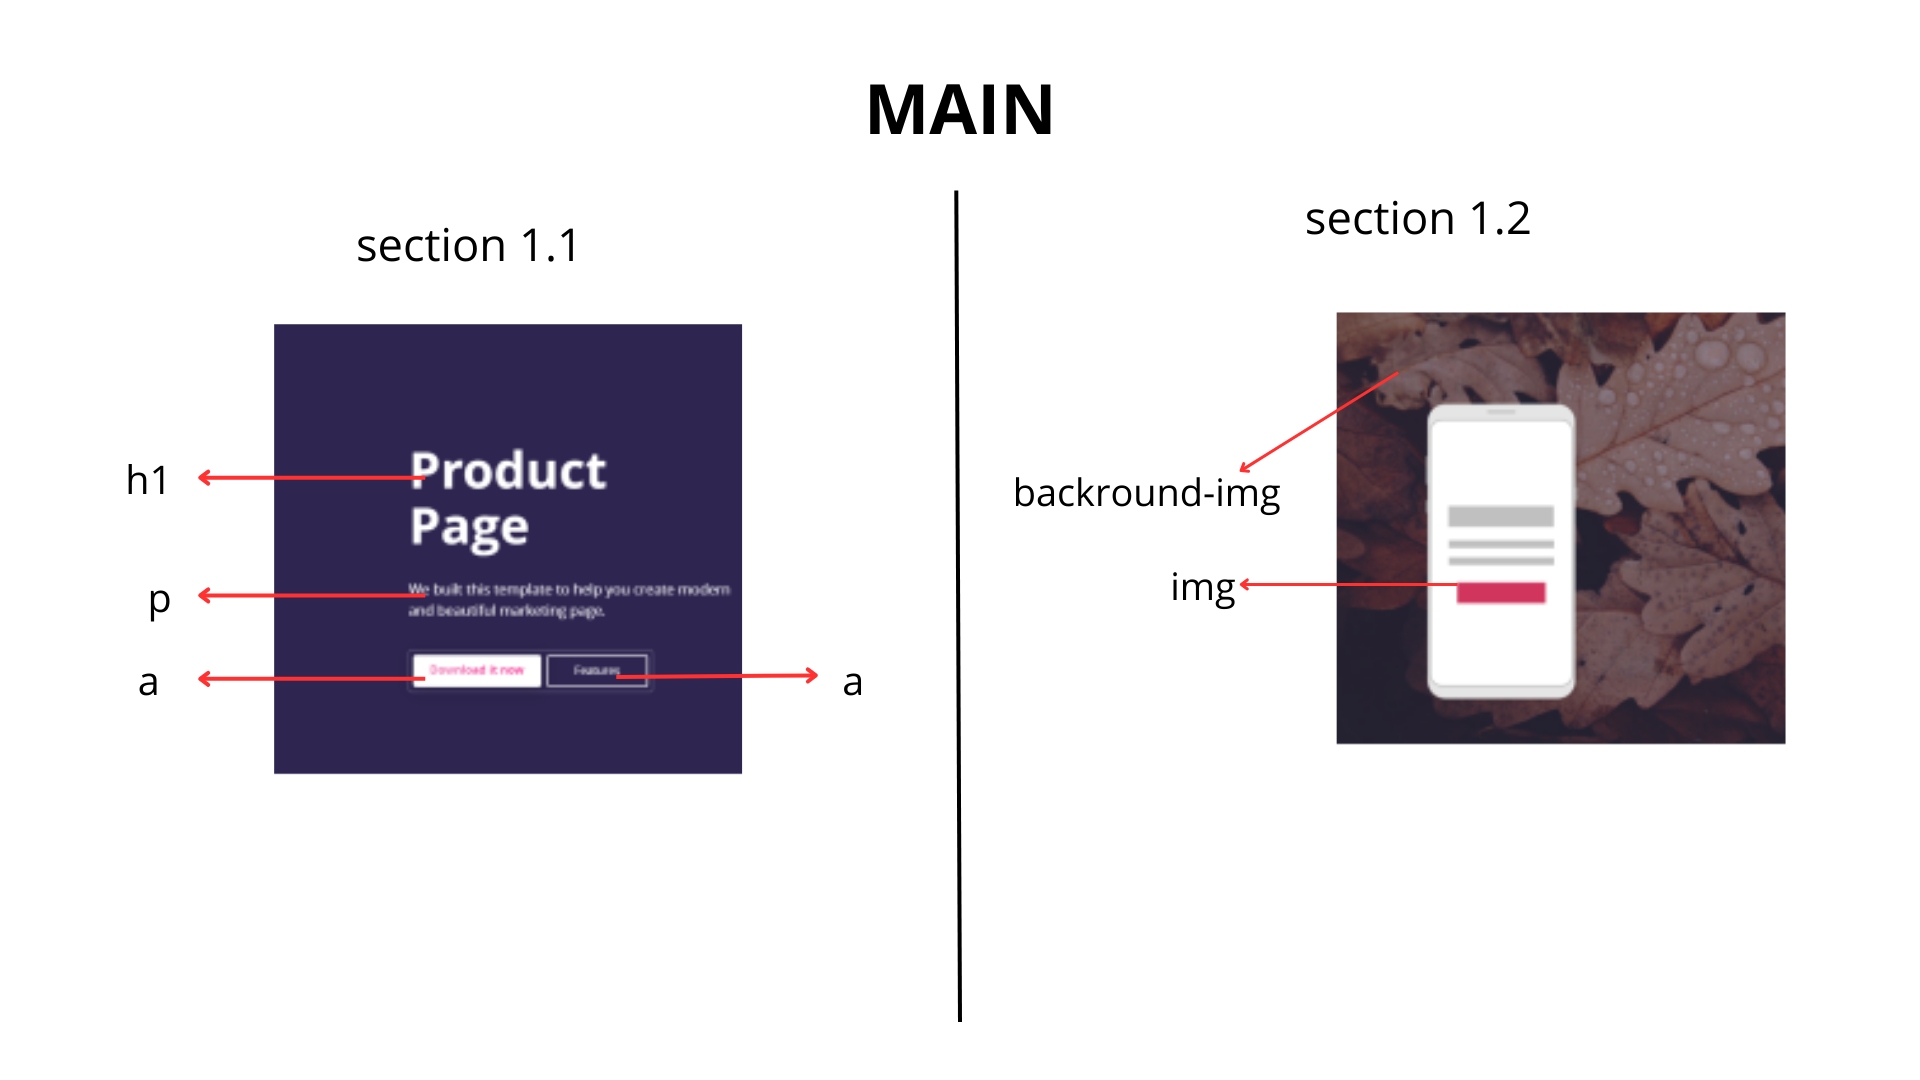 MAIN
section 1.1
h1
Product
Page
p
We built this template to help you create modern
and beautiful marketing page.
a
Download it now
Features
a
section 1.2
backround-img
img